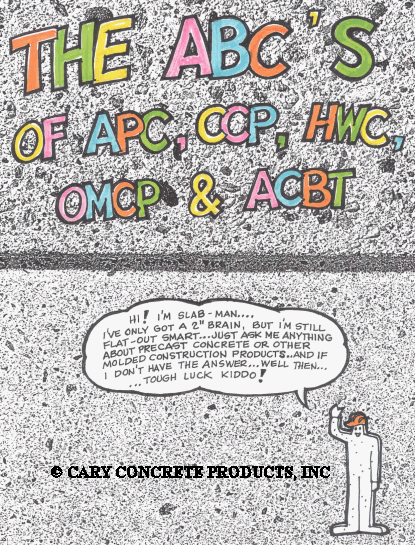 THE ABC'S
OF APC, CCP, HWC,
OMCP & ACBT
HI! I'M SLAB-MAN....
I'VE ONLY GOT A 2" BRAIN, BUT I'M STILL
FLAT-OUT SMART...JUST ASK ME ANYTHING
ABOUT PRECAST CONCRETE OR OTHER
MOLDED CONSTRUCTION PRODUCTS..AND IF
I DON'T HAVE THE ANSWER...WELL THEN...
...TOUGH LUCK KIDDO!
© CARY CONCRETE PRODUCTS, INC